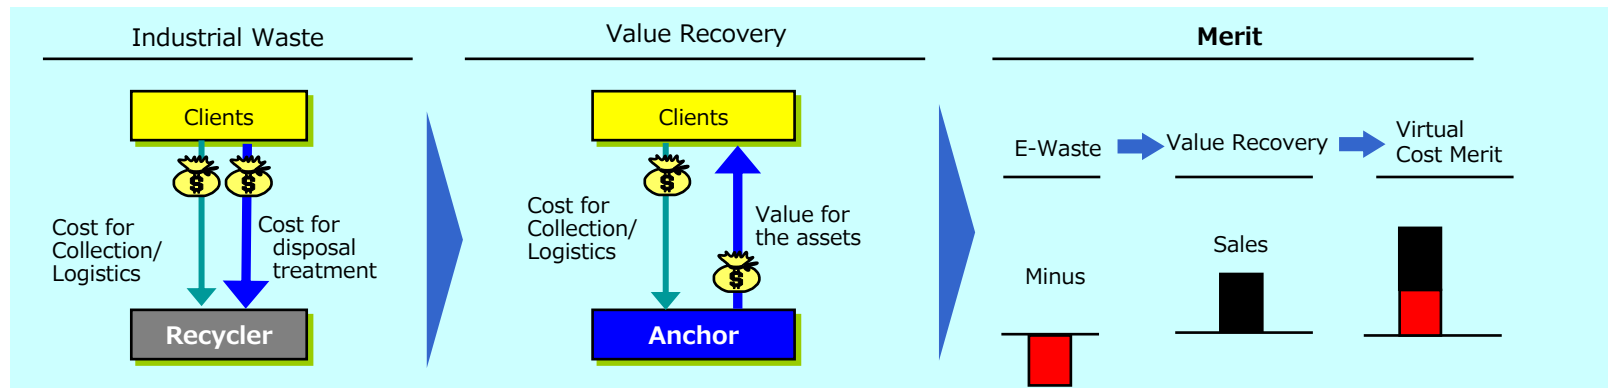 Industrial Waste
Clients
$
$
Cost for
Collection/
Logistics
Cost for
disposal
treatment
Recycler
Value Recovery
Clients
$
Cost for
Collection/
Logistics
Value for
the assets
$
Anchor
Merit
E-Waste
Value Recovery
Virtual
Cost Merit
Minus
Sales